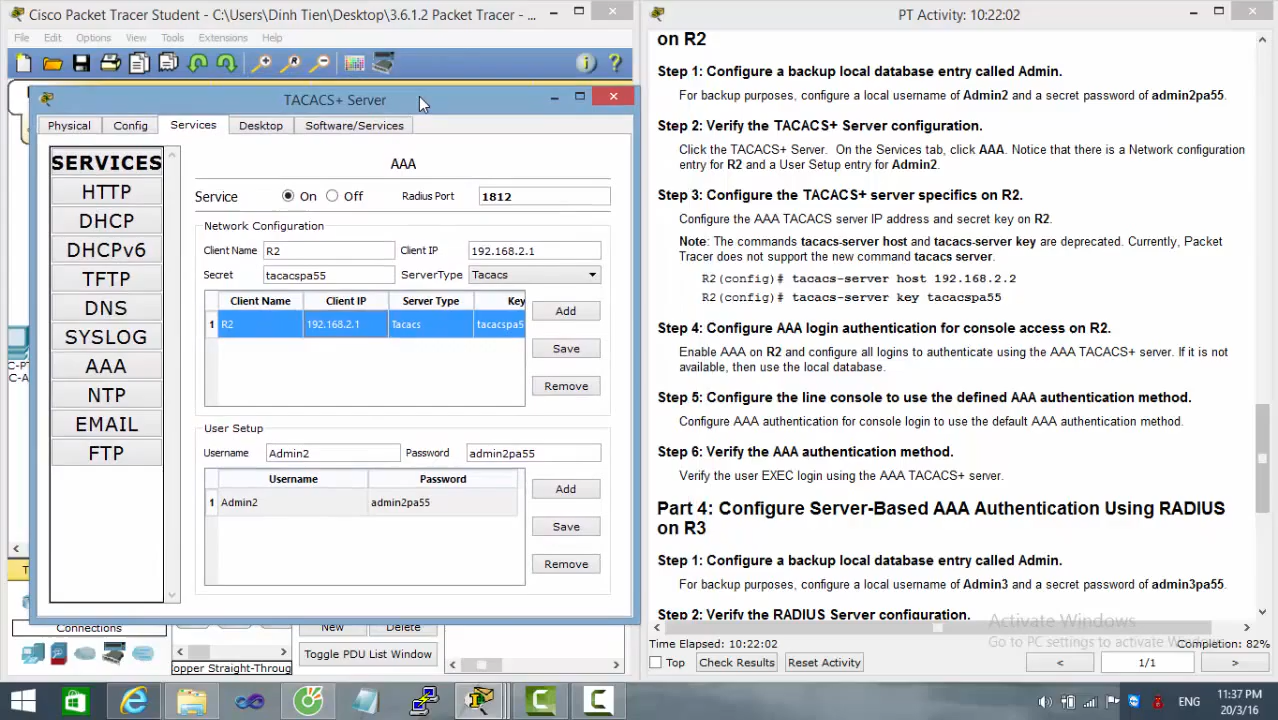 Cisco Packet Tracer Student - C:\Users\Dinh Tien\Desktop\3.6.1.2 Packet Tracer - ...
File Edit Options View Tools Extensions Help
TACACS+ Server
Physical Config Services Desktop Software/Services
SERVICES
HTTP
DHCP
DHCPv6
TFTP
DNS
SYSLOG
AAA
NTP
EMAIL
FTP
AAA
Service On Off Radius Port 1812
Network Configuration
Client Name R2 Client IP 192.168.2.1
Secret tacacspa55 ServerType Tacacs
Client Name Client IP Server Type Key
1 R2 192.168.2.1 Tacacs tacacspa5
Add
Save
Remove
User Setup
Username Admin2 Password admin2pa55
Username Password
1 Admin2 admin2pa55
Add
Save
Remove
C-PT
C-A
Connections
New Delete
Toggle PDU List Window
opper Straight-Throug
PT Activity: 10:22:02
on R2
Step 1: Configure a backup local database entry called Admin.
For backup purposes, configure a local username of Admin2 and a secret password of admin2pa55.
Step 2: Verify the TACACS+ Server configuration.
Click the TACACS+ Server. On the Services tab, click AAA. Notice that there is a Network configuration
entry for R2 and a User Setup entry for Admin2.
Step 3: Configure the TACACS+ server specifics on R2.
Configure the AAA TACACS server IP address and secret key on R2.
Note: The commands tacacs-server host and tacacs-server key are deprecated. Currently, Packet
Tracer does not support the new command tacacs server.
R2(config)# tacacs-server host 192.168.2.2
R2(config)# tacacs-server key tacacspa55
Step 4: Configure AAA login authentication for console access on R2.
Enable AAA on R2 and configure all logins to authenticate using the AAA TACACS+ server. If it is not
available, then use the local database.
Step 5: Configure the line console to use the defined AAA authentication method.
Configure AAA authentication for console login to use the default AAA authentication method.
Step 6: Verify the AAA authentication method.
Verify the user EXEC login using the AAA TACACS+ server.
Part 4: Configure Server-Based AAA Authentication Using RADIUS
on R3
Step 1: Configure a backup local database entry called Admin.
For backup purposes, configure a local username of Admin3 and a secret password of admin3pa55.
Step 2: Verify the RADIUS Server configuration.
Activate Windows
Go to PC settings to activate Windows.
Time Elapsed: 10:22:02 Completion: 82%
Top Check Results Reset Activity < 1/1 >
ENG 11:37 PM
20/3/16